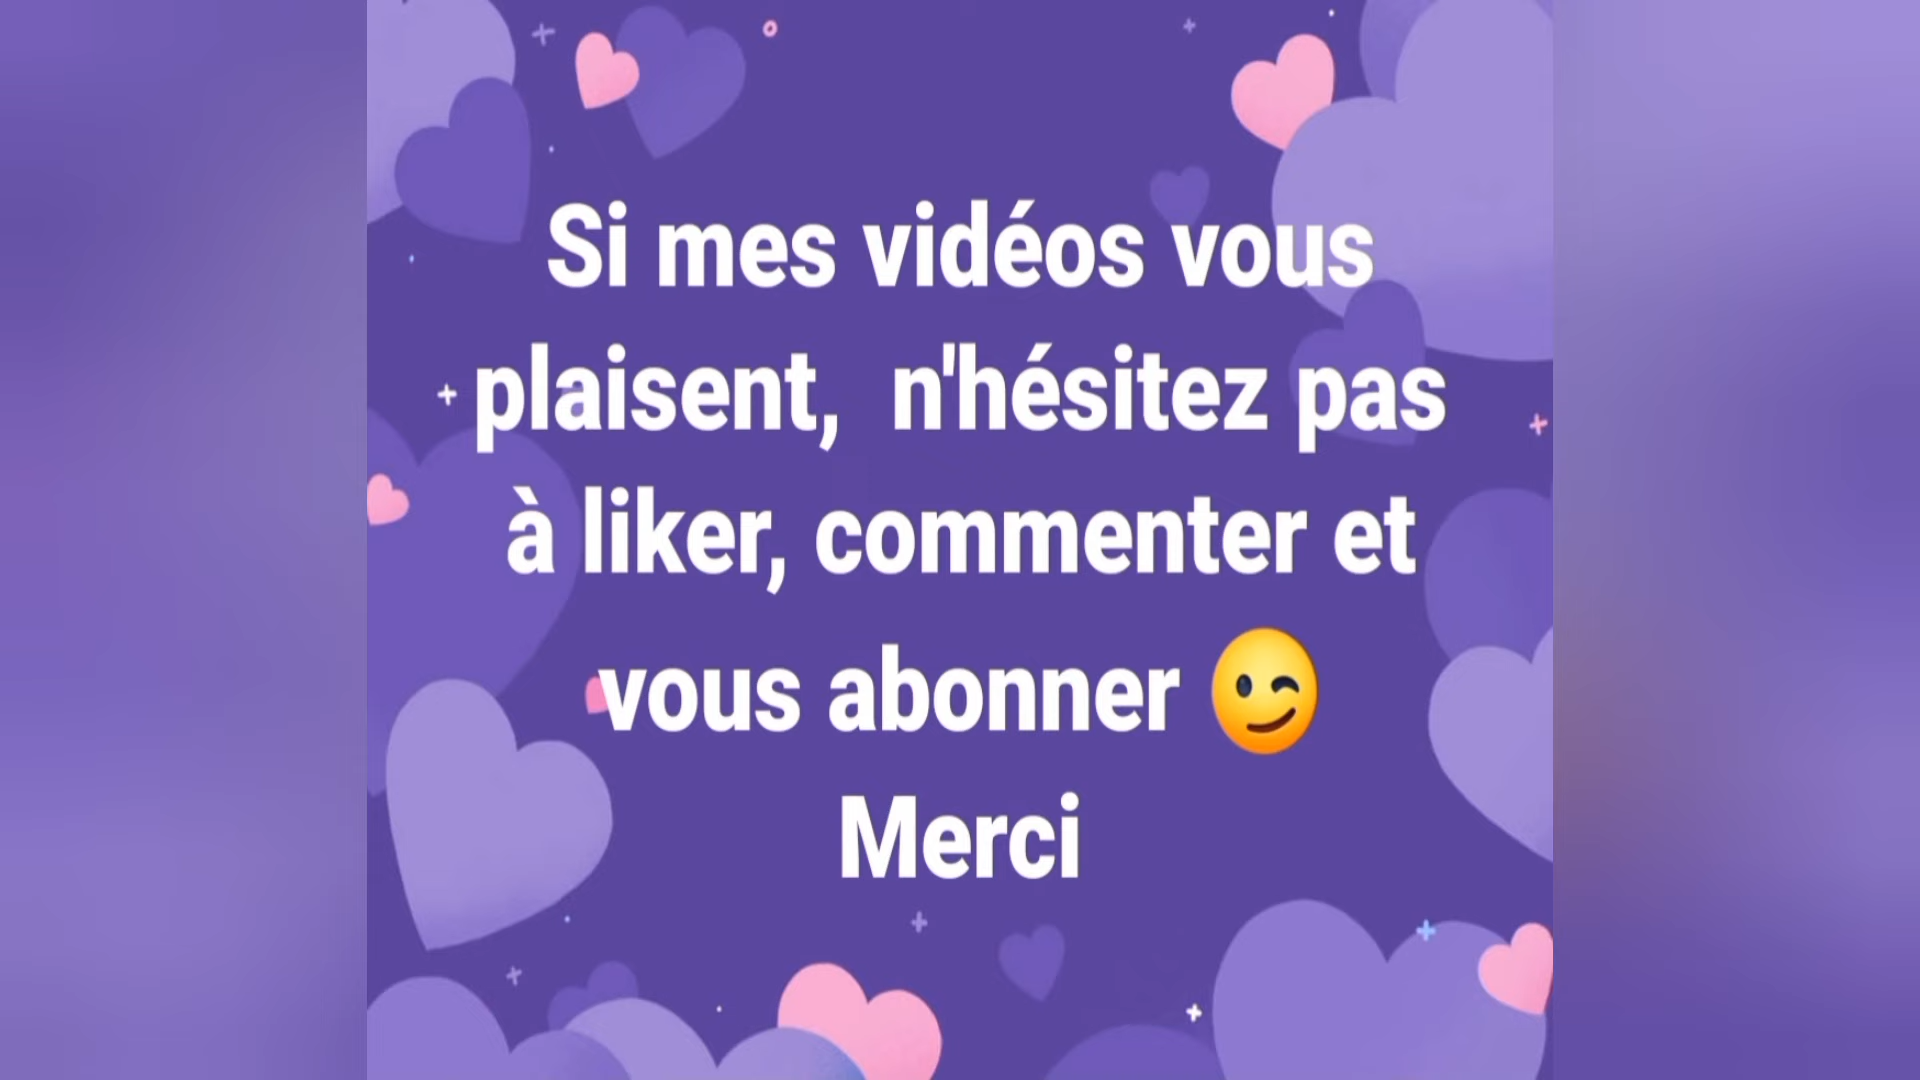 Si mes vidéos vous
plaisent,  n'hésitez pas
à liker, commenter et
vous abonner 😉
Merci